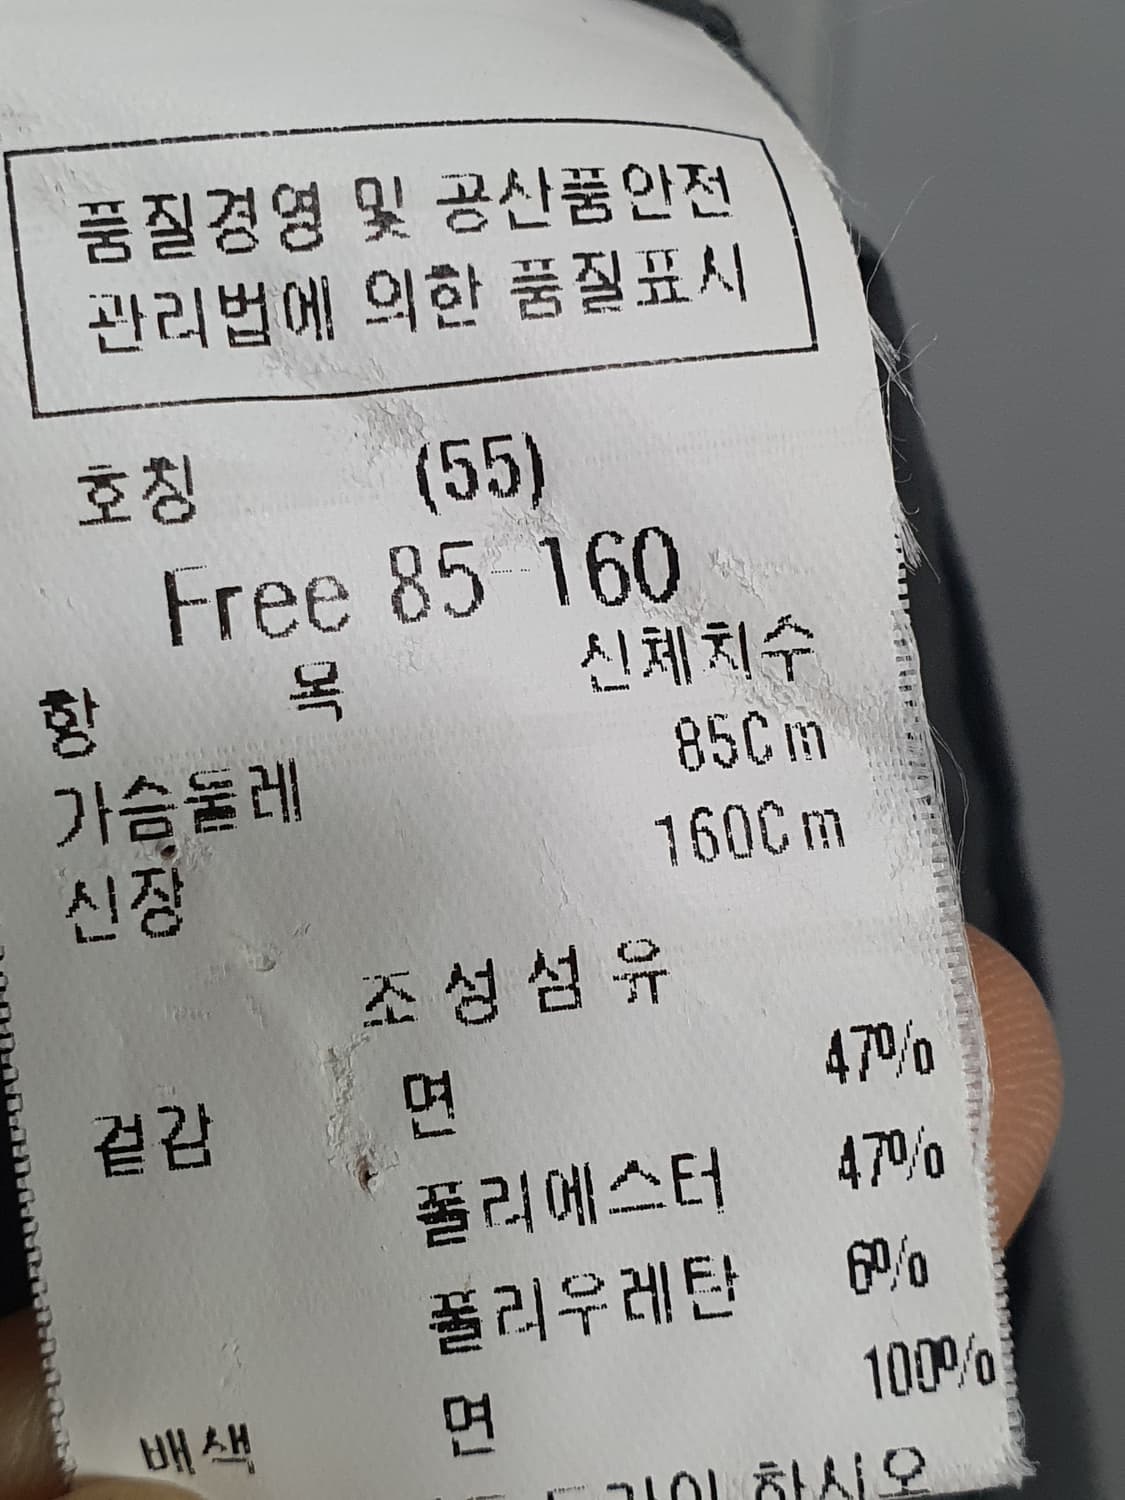 품질경영 및 공산품안전
관리법에 의한 품질표시
호칭 (55)
Free 85-160
항 목 신체치수
가슴둘레 85Cm
신장 160Cm
조성섬유
겉감 면 47%
폴리에스터 47%
폴리우레탄 6%
배색 면 100%
하시오